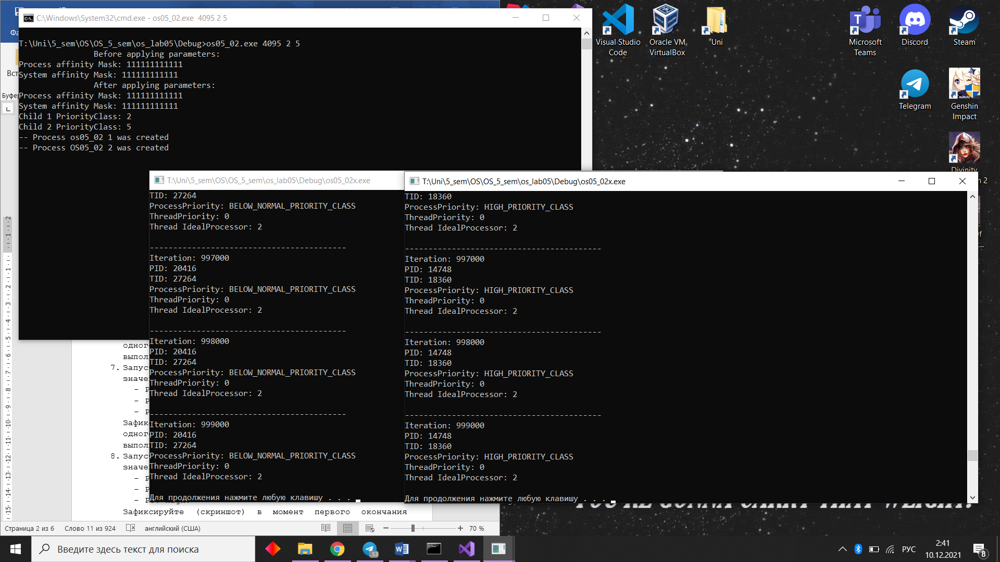 C:\Windows\System32\cmd.exe - os05_02.exe  4095 2 5
T:\Uni\5_sem\OS\OS_5_sem\os_lab05\Debug>os05_02.exe 4095 2 5
Before applying parameters:
Process affinity Mask: 111111111111
System affinity Mask: 111111111111
After applying parameters:
Process affinity Mask: 111111111111
System affinity Mask: 111111111111
Child 1 PriorityClass: 2
Child 2 PriorityClass: 5
-- Process os05_02 1 was created
-- Process OS05_02 2 was created
T:\Uni\5_sem\OS\OS_5_sem\os_lab05\Debug\os05_02x.exe
TID: 27264
ProcessPriority: BELOW_NORMAL_PRIORITY_CLASS
ThreadPriority: 0
Thread IdealProcessor: 2
-----------------------------------------
Iteration: 997000
PID: 20416
TID: 27264
ProcessPriority: BELOW_NORMAL_PRIORITY_CLASS
ThreadPriority: 0
Thread IdealProcessor: 2
-----------------------------------------
Iteration: 998000
PID: 20416
TID: 27264
ProcessPriority: BELOW_NORMAL_PRIORITY_CLASS
ThreadPriority: 0
Thread IdealProcessor: 2
-----------------------------------------
Iteration: 999000
PID: 20416
TID: 27264
ProcessPriority: BELOW_NORMAL_PRIORITY_CLASS
ThreadPriority: 0
Thread IdealProcessor: 2
Для продолжения нажмите любую клавишу . . .
T:\Uni\5_sem\OS\OS_5_sem\os_lab05\Debug\os05_02x.exe
TID: 18360
ProcessPriority: HIGH_PRIORITY_CLASS
ThreadPriority: 0
Thread IdealProcessor: 2
-----------------------------------------
Iteration: 997000
PID: 14748
TID: 18360
ProcessPriority: HIGH_PRIORITY_CLASS
ThreadPriority: 0
Thread IdealProcessor: 2
-----------------------------------------
Iteration: 998000
PID: 14748
TID: 18360
ProcessPriority: HIGH_PRIORITY_CLASS
ThreadPriority: 0
Thread IdealProcessor: 2
-----------------------------------------
Iteration: 999000
PID: 14748
TID: 18360
ProcessPriority: HIGH_PRIORITY_CLASS
ThreadPriority: 0
Thread IdealProcessor: 2
Для продолжения нажмите любую клавишу . . .
Visual Studio
Code
Oracle VM
VirtualBox
Uni
Microsoft
Teams
Discord
Steam
Telegram
Genshin
Impact
Divinity
2
Фа
Вст
Буфер
одног
выпол
7. Запус
значе
- Р
- Р
- Р
Зафик
одног
выпол
8. Запус
значе
- Р
- Р
- Р
Зафиксируйте (скриншот) в момент первого окончания
YOU'RE GONNA CARRY THAT WEIGHT.
Страница 2 из 6 Слово 11 из 924 английский (США) 70 %
Введите здесь текст для поиска
53
РУС
2:41
10.12.2021
8